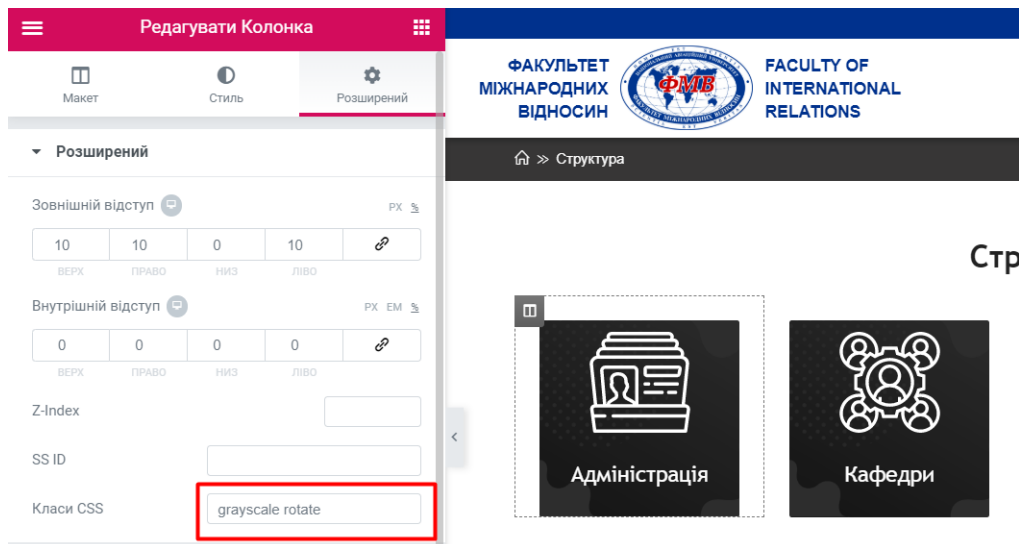 Редагувати Колонка
Макет
Стиль
Розширений
Розширений
Зовнішній відступ
PX %
10 10 0 10
ВЕРХ ПРАВО НИЗ ЛІВО
Внутрішній відступ
PX EM %
0 0 0 0
ВЕРХ ПРАВО НИЗ ЛІВО
Z-Index
SS ID
Класи CSS
grayscale rotate
ФАКУЛЬТЕТ
МІЖНАРОДНИХ
ВІДНОСИН
ФМВ
FACULTY OF
INTERNATIONAL
RELATIONS
Структура
Стр
Адміністрація
Кафедри